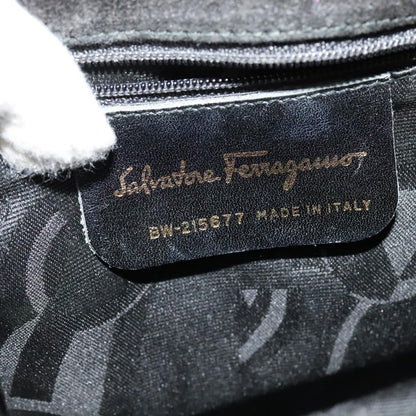 Salvatore Ferragamo
BW-215677 MADE IN ITALY